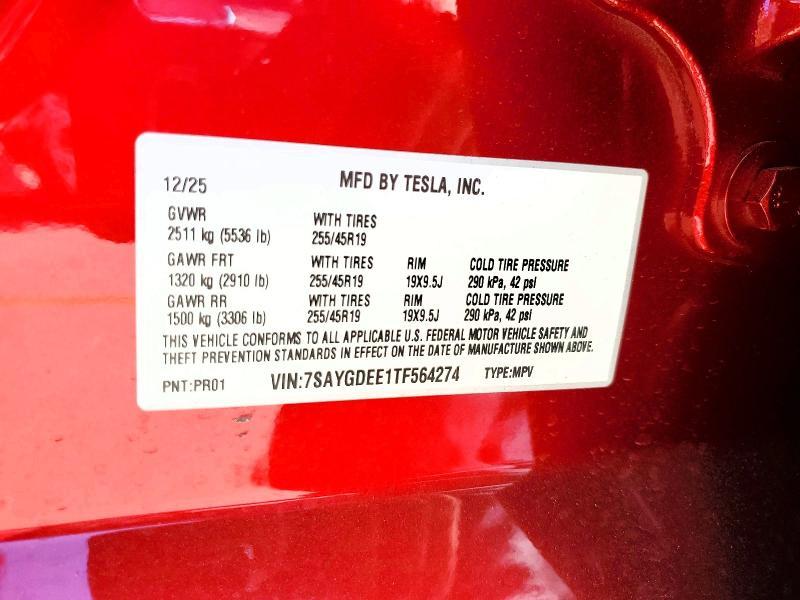 12/25 MFD BY TESLA, INC.
GVWR WITH TIRES
2511 kg (5536 lb) 255/45R19
GAWR FRT WITH TIRES RIM COLD TIRE PRESSURE
1320 kg (2910 lb) 255/45R19 19X9.5J 290 kPa, 42 psi
GAWR RR WITH TIRES RIM COLD TIRE PRESSURE
1500 kg (3306 lb) 255/45R19 19X9.5J 290 kPa, 42 psi
THIS VEHICLE CONFORMS TO ALL APPLICABLE U.S. FEDERAL MOTOR VEHICLE SAFETY AND
THEFT PREVENTION STANDARDS IN EFFECT ON THE DATE OF MANUFACTURE SHOWN ABOVE.
PNT:PR01 VIN:7SAYGDEE1TF564274 TYPE:MPV